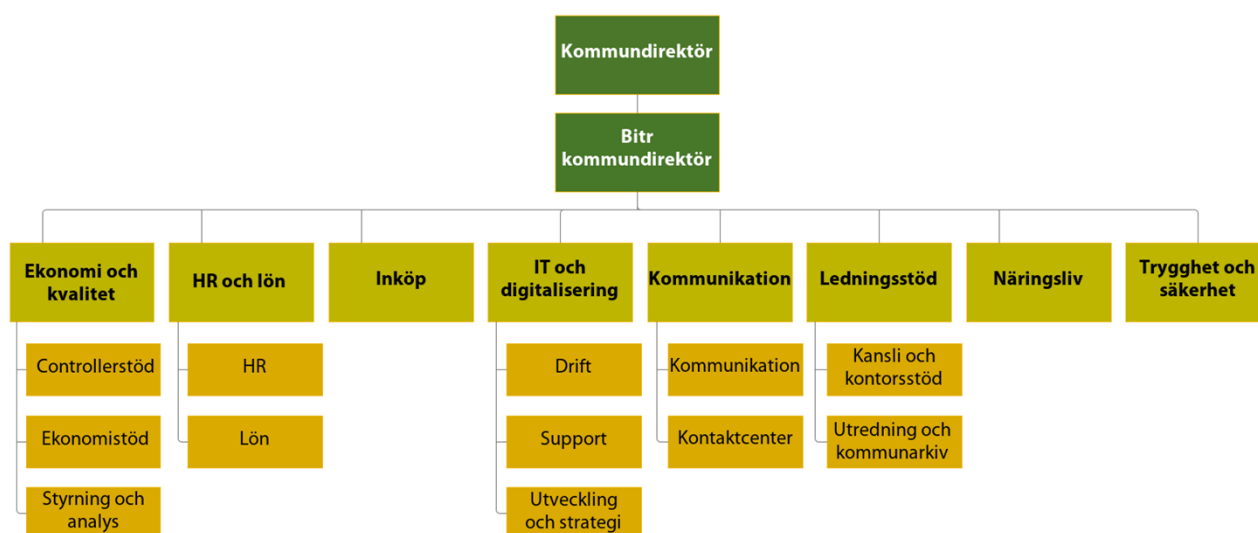 Kommundirektör
Bitr
kommundirektör
Ekonomi och
kvalitet
HR och lön
Inköp
IT och
digitalisering
Kommunikation
Ledningsstöd
Näringsliv
Trygghet och
säkerhet
Controllerstöd
HR
Drift
Kommunikation
Kansli och
kontorsstöd
Ekonomistöd
Lön
Support
Kontaktcenter
Utredning och
kommunarkiv
Styrning och
analys
Utveckling
och strategi